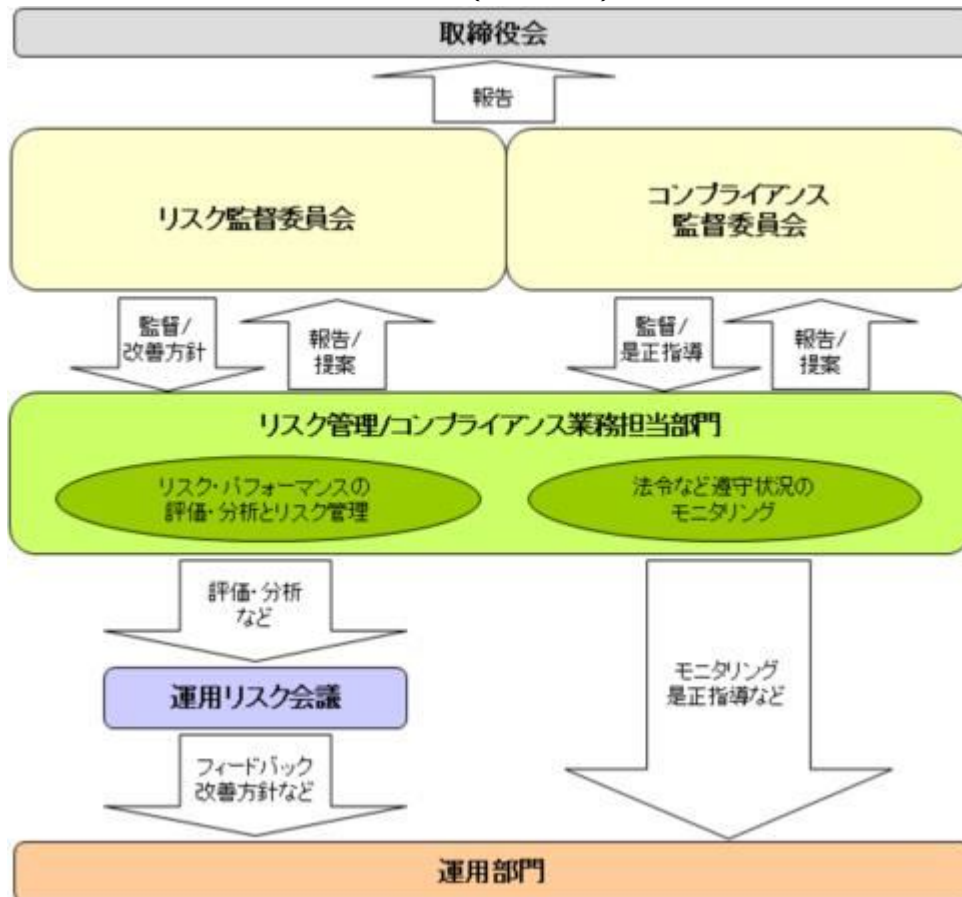 取締役会
報告
リスク監督委員会
コンプライアンス
監督委員会
監督/
改善方針
報告/
提案
監督/
是正指導
報告/
提案
リスク管理/コンプライアンス業務担当部門
リスク・パフォーマンスの
評価・分析とリスク管理
法令など遵守状況の
モニタリング
評価・分析
など
運用リスク会議
モニタリング
是正指導など
フィードバック
改善方針など
運用部門